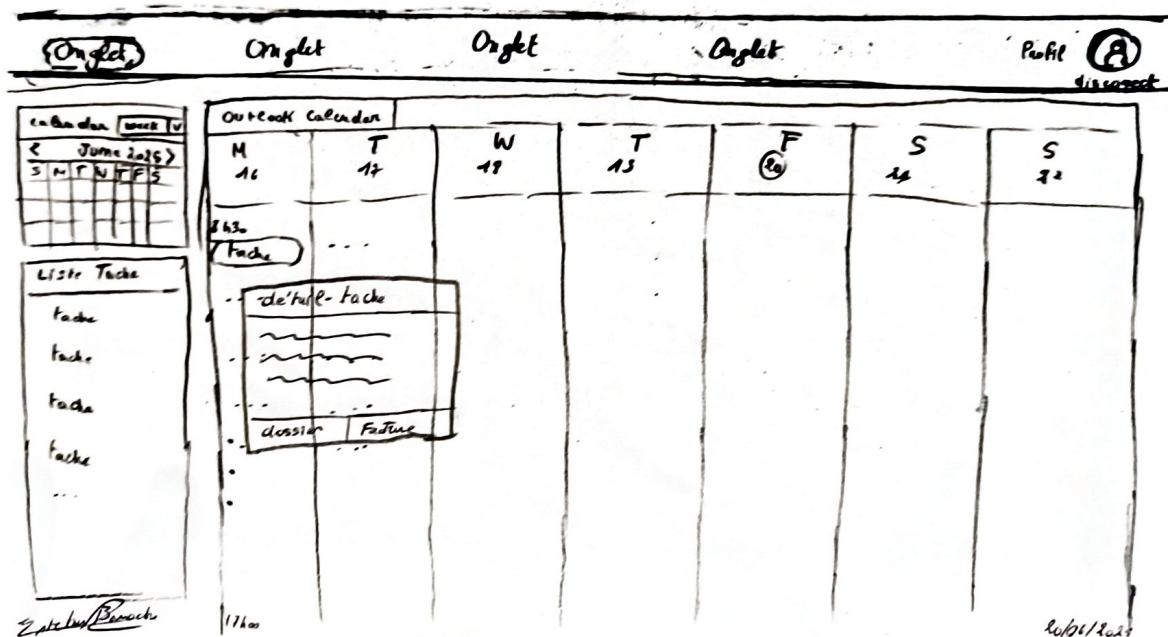 Onglet Onglet Onglet Onglet Profil
disconect
calendar week v
< June 2025 >
S M T W T F S
Liste Tache
tache
tache
tache
tache
...
Outlook Calendar
M T W T F S S
16 17 18 19 20 21 22
8h30
tache ...
-détail- tache
dossier Facture
17h00
20/06/2025